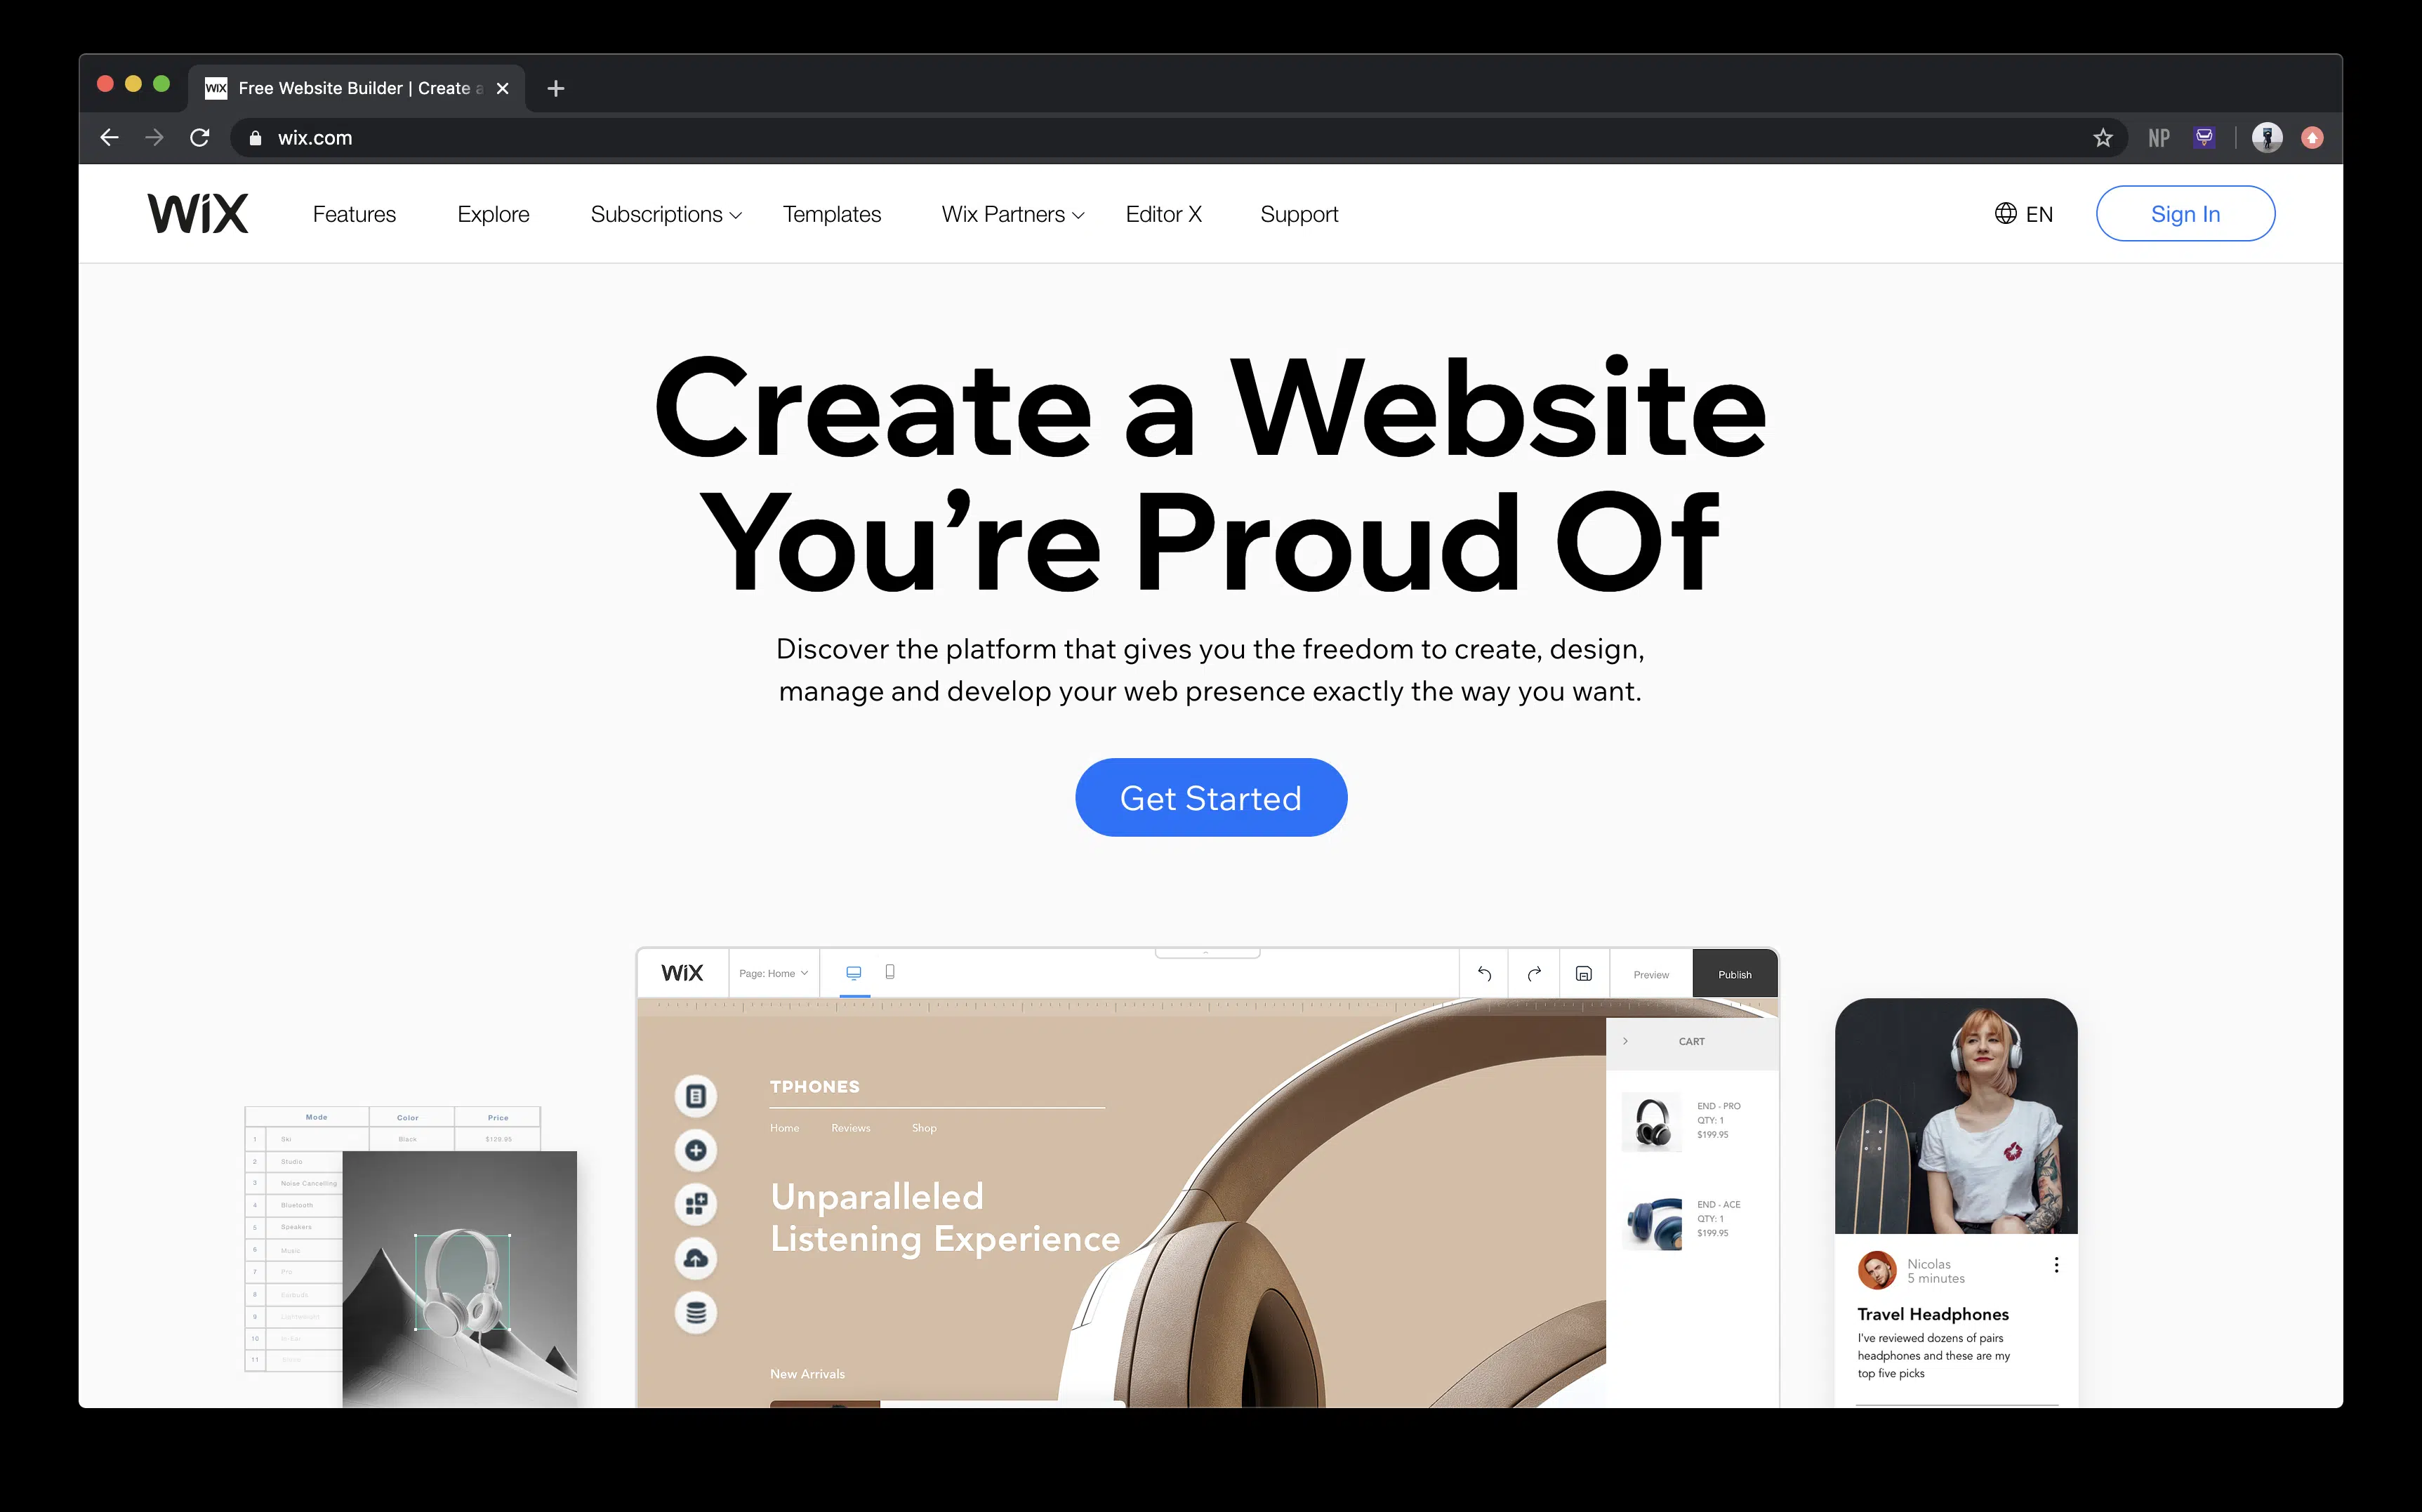 WIX Free Website Builder | Create a
wix.com
NP
WiX Features Explore Subscriptions Templates Wix Partners Editor X Support EN Sign In
Create a Website
You’re Proud Of
Discover the platform that gives you the freedom to create, design,
manage and develop your web presence exactly the way you want.
Get Started
WiX Page: Home Preview Publish
TPHONES
Home Reviews Shop
Unparalleled
Listening Experience
New Arrivals
CART
END - PRO
QTY: 1
$199.95
END - ACE
QTY: 1
$199.95
Mode Color Price
1 Ski Black $129.95
2 Studio
3 Noise Cancelling
4 Bluetooth
5 Speakers
6 Music
7 Pro
8 Earbuds
9 Lightweight
10
11
Nicolas
5 minutes
Travel Headphones
I've reviewed dozens of pairs
headphones and these are my
top five picks